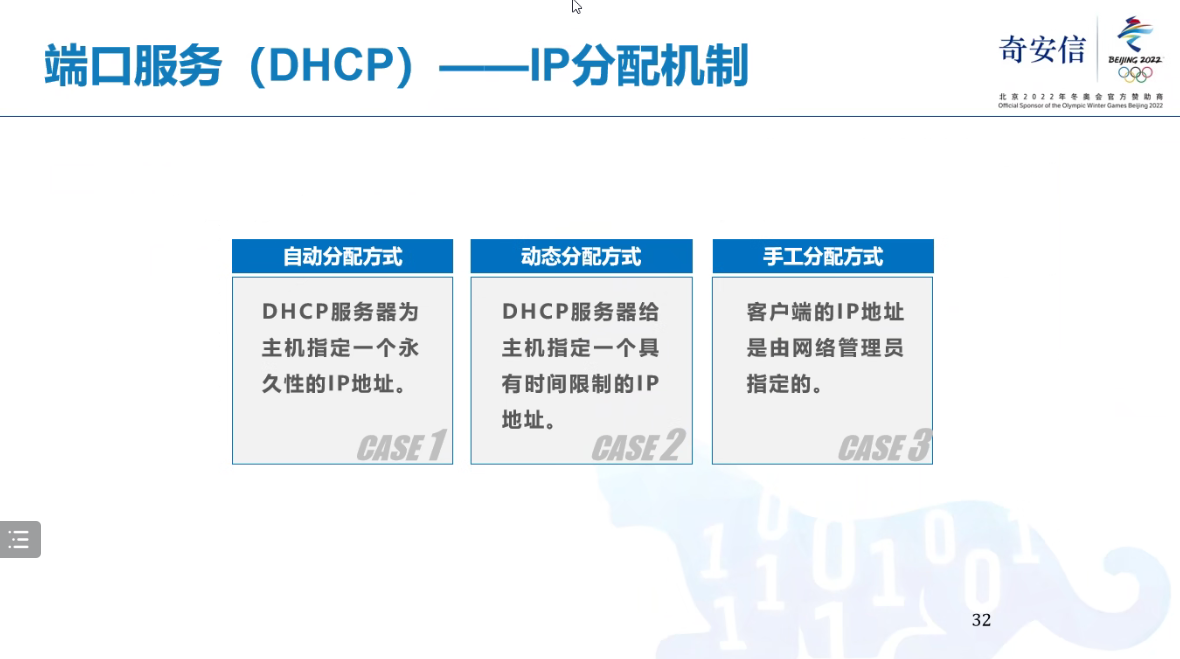 端口服务（DHCP）——IP分配机制
奇安信
BEIJING 2022
北京2022年冬奥会官方赞助商
Official Sponsor of the Olympic Winter Games Beijing 2022
自动分配方式
DHCP服务器为
主机指定一个永
久性的IP地址。
CASE 1
动态分配方式
DHCP服务器给
主机指定一个具
有时间限制的IP
地址。
CASE 2
手工分配方式
客户端的IP地址
是由网络管理员
指定的。
CASE 3
32